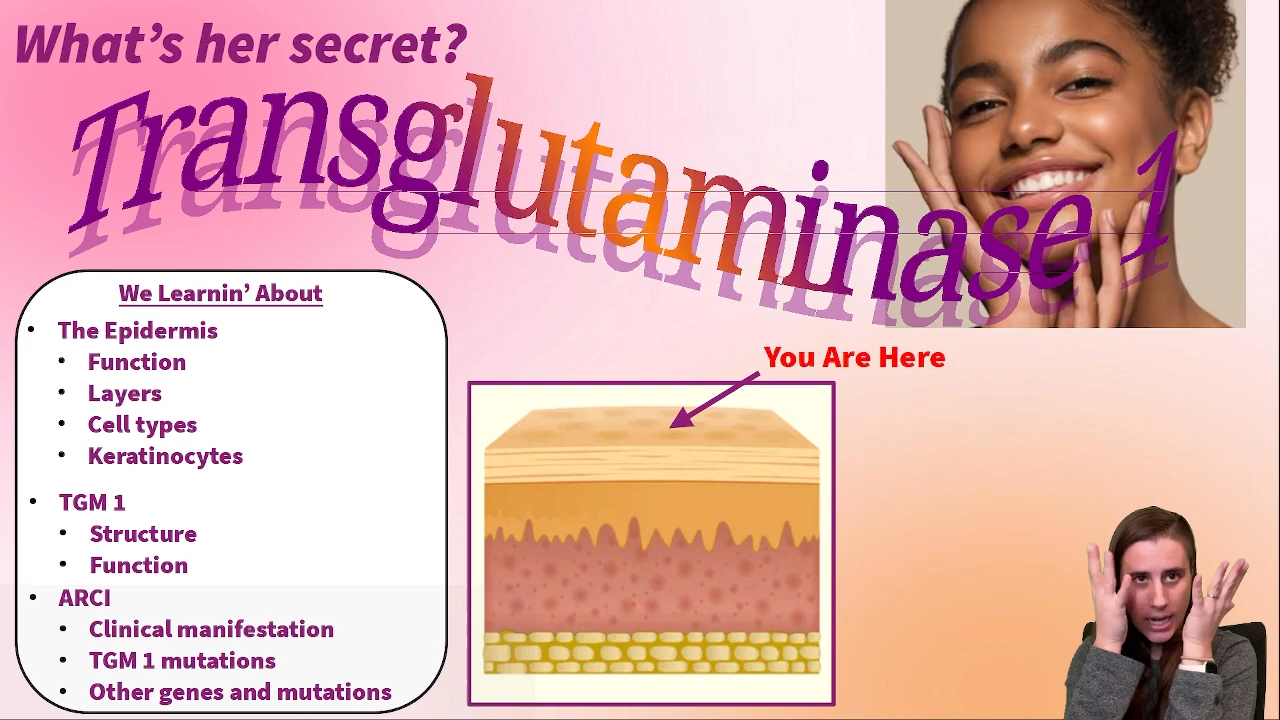 What's her secret?
Transglutaminase 1
We Learnin' About
• The Epidermis
• Function
• Layers
• Cell types
• Keratinocytes
• TGM 1
• Structure
• Function
• ARCI
• Clinical manifestation
• TGM 1 mutations
• Other genes and mutations
You Are Here